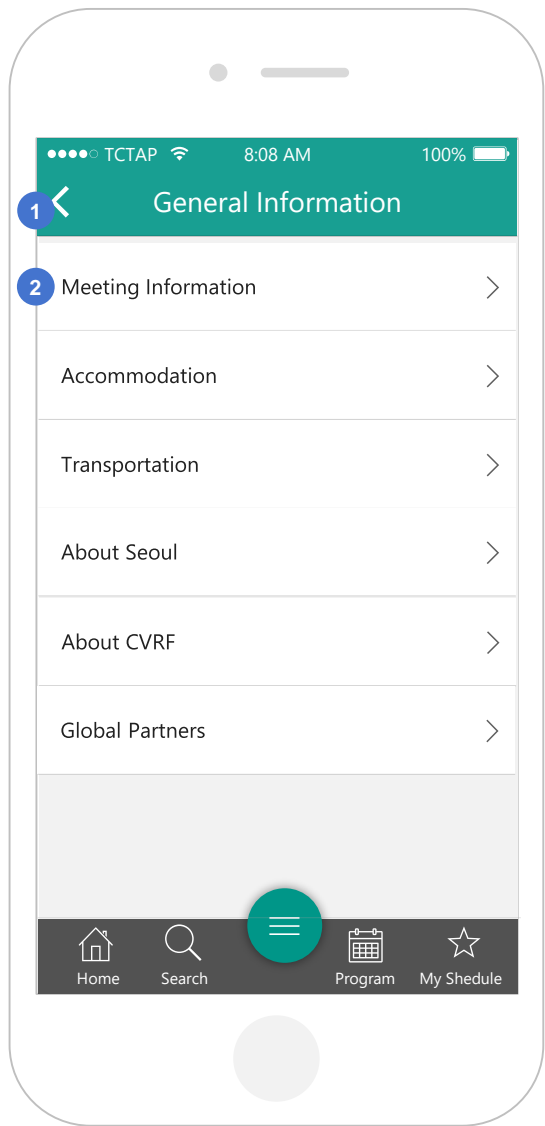 TCTAP 8:08 AM 100%
1 General Information
2 Meeting Information
Accommodation
Transportation
About Seoul
About CVRF
Global Partners
Home Search Program My Shedule